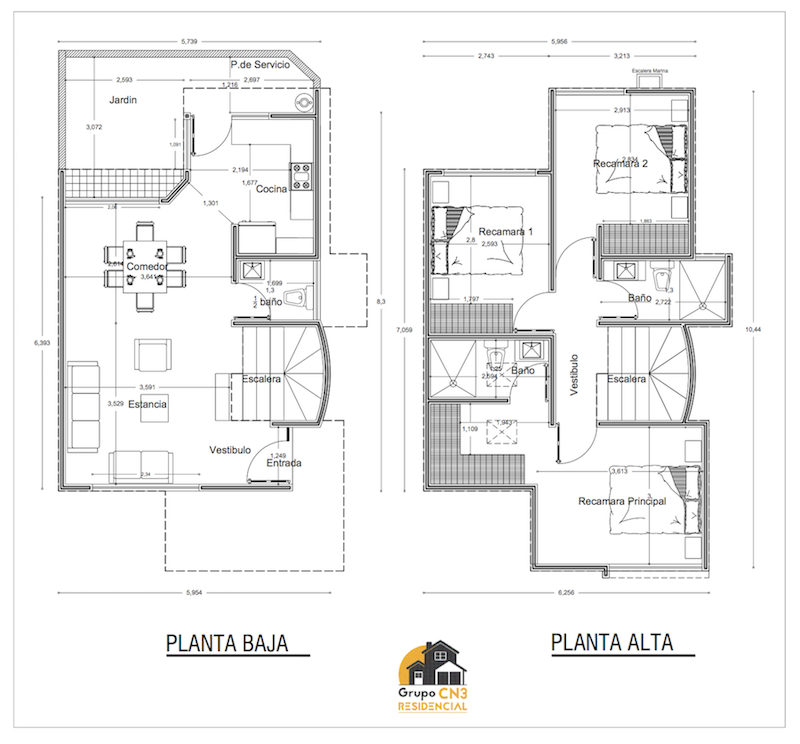 5,739
P.de Servicio
2,593
2,697
1,216
Jardin
3,072
1,091
2,194
1,677
Cocina
1,301
Comedor
3,641
1,699
1,3
baño
8,3
6,393
3,591
Escalera
3,529
Estancia
Vestibulo
1,249
Entrada
2,34
5,954
PLANTA BAJA
5,956
2,743
3,213
Escalera Marina
2,913
2,834
Recamara 2
1,883
Recamara 1
2,8
2,593
1,797
Baño
1,3
2,722
7,059
10,44
1,25
2,594
Baño
Vestibulo
Escalera
1,943
1,109
3,613
Recamara Principal
6,256
PLANTA ALTA
Grupo CN3
RESIDENCIAL